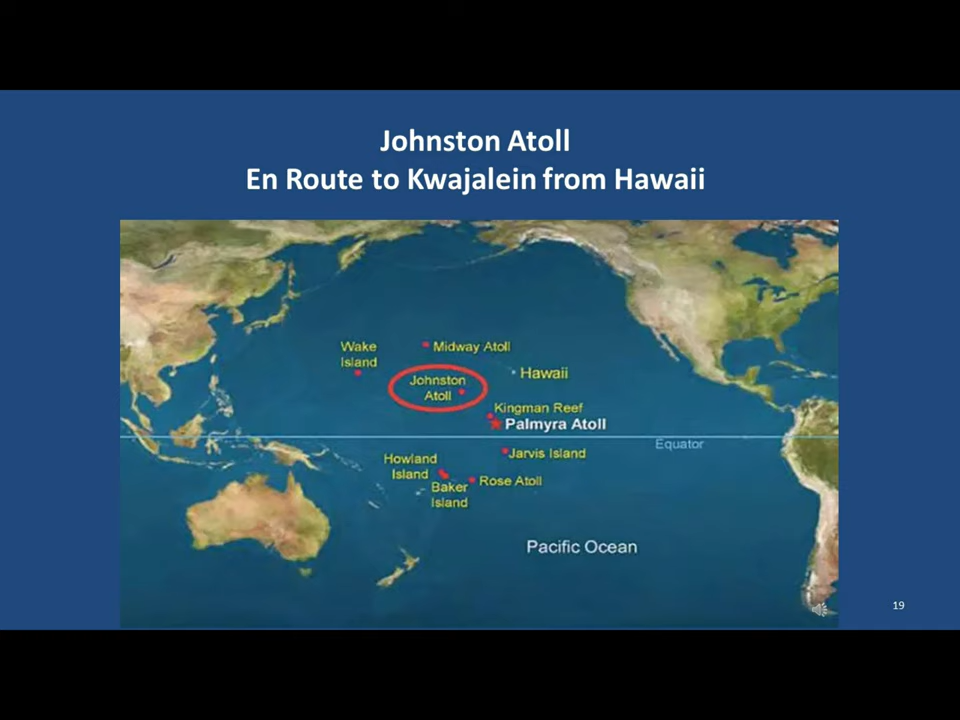 Johnston Atoll
En Route to Kwajalein from Hawaii
Wake
Island
Midway Atoll
Johnston
Atoll
Hawaii
Kingman Reef
Palmyra Atoll
Equator
Jarvis Island
Howland
Island
Rose Atoll
Baker
Island
Pacific Ocean
19